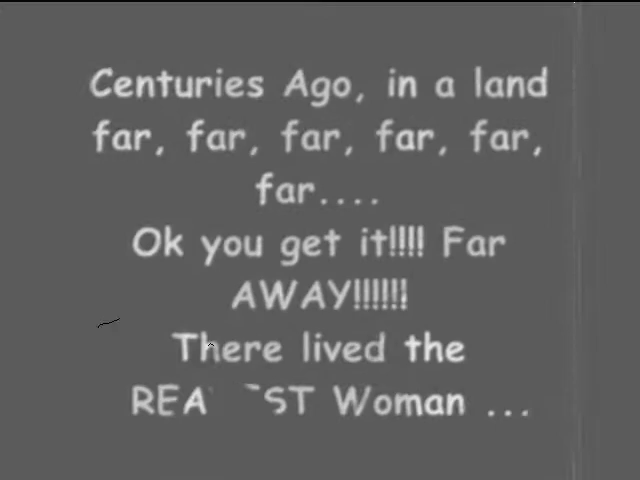 Centuries Ago, in a land
far, far, far, far, far,
far....
Ok you get it!!!! Far
AWAY!!!!!!
There lived the
Woman ...